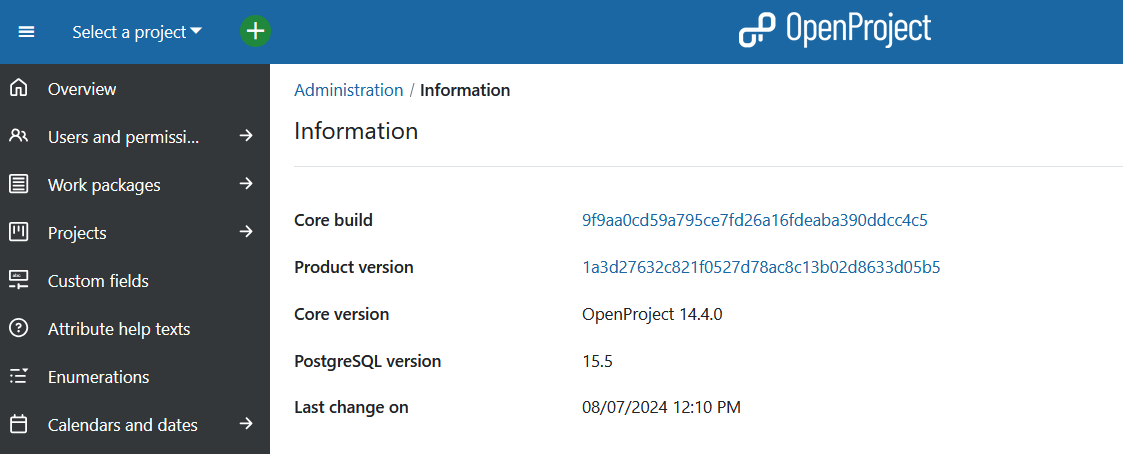 Select a project
OpenProject
Overview
Users and permissi...
Work packages
Projects
Custom fields
Attribute help texts
Enumerations
Calendars and dates
Administration / Information
Information
Core build 9f9aa0cd59a795ce7fd26a16fdeaba390ddcc4c5
Product version 1a3d27632c821f0527d78ac8c13b02d8633d05b5
Core version OpenProject 14.4.0
PostgreSQL version 15.5
Last change on 08/07/2024 12:10 PM